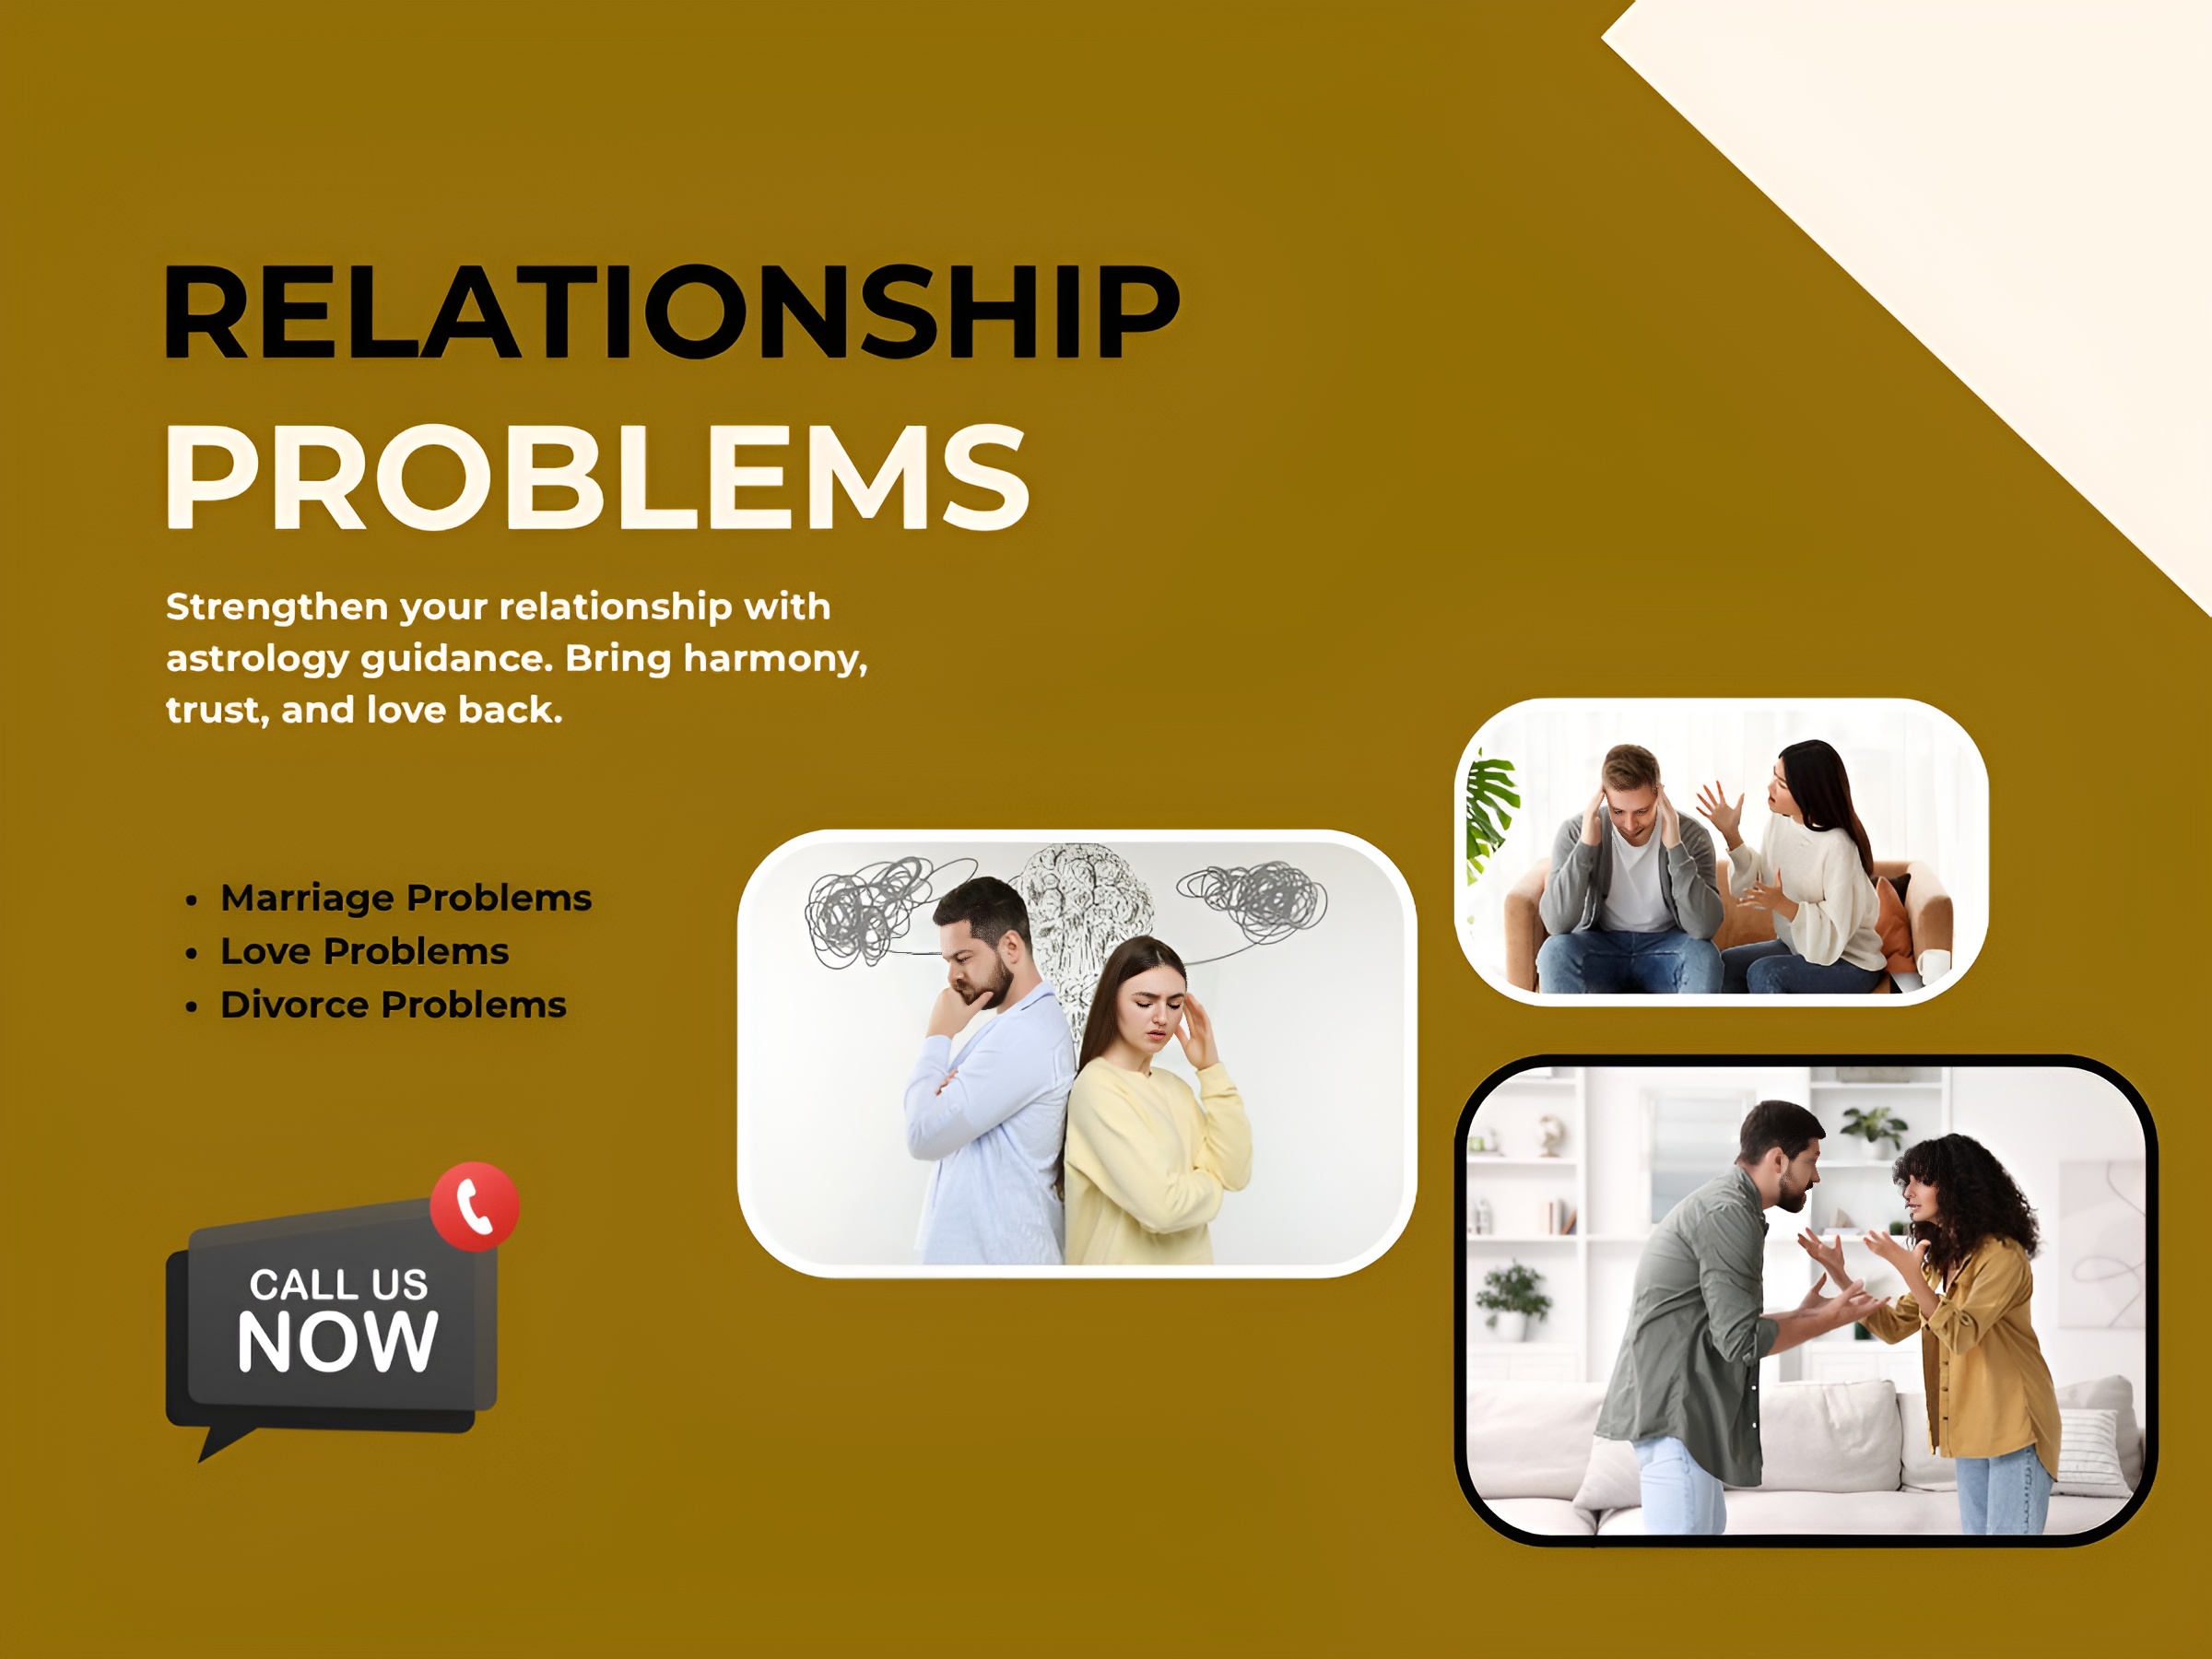 RELATIONSHIP
PROBLEMS
Strengthen your relationship with
astrology guidance. Bring harmony,
trust, and love back.
• Marriage Problems
• Love Problems
• Divorce Problems
CALL US
NOW